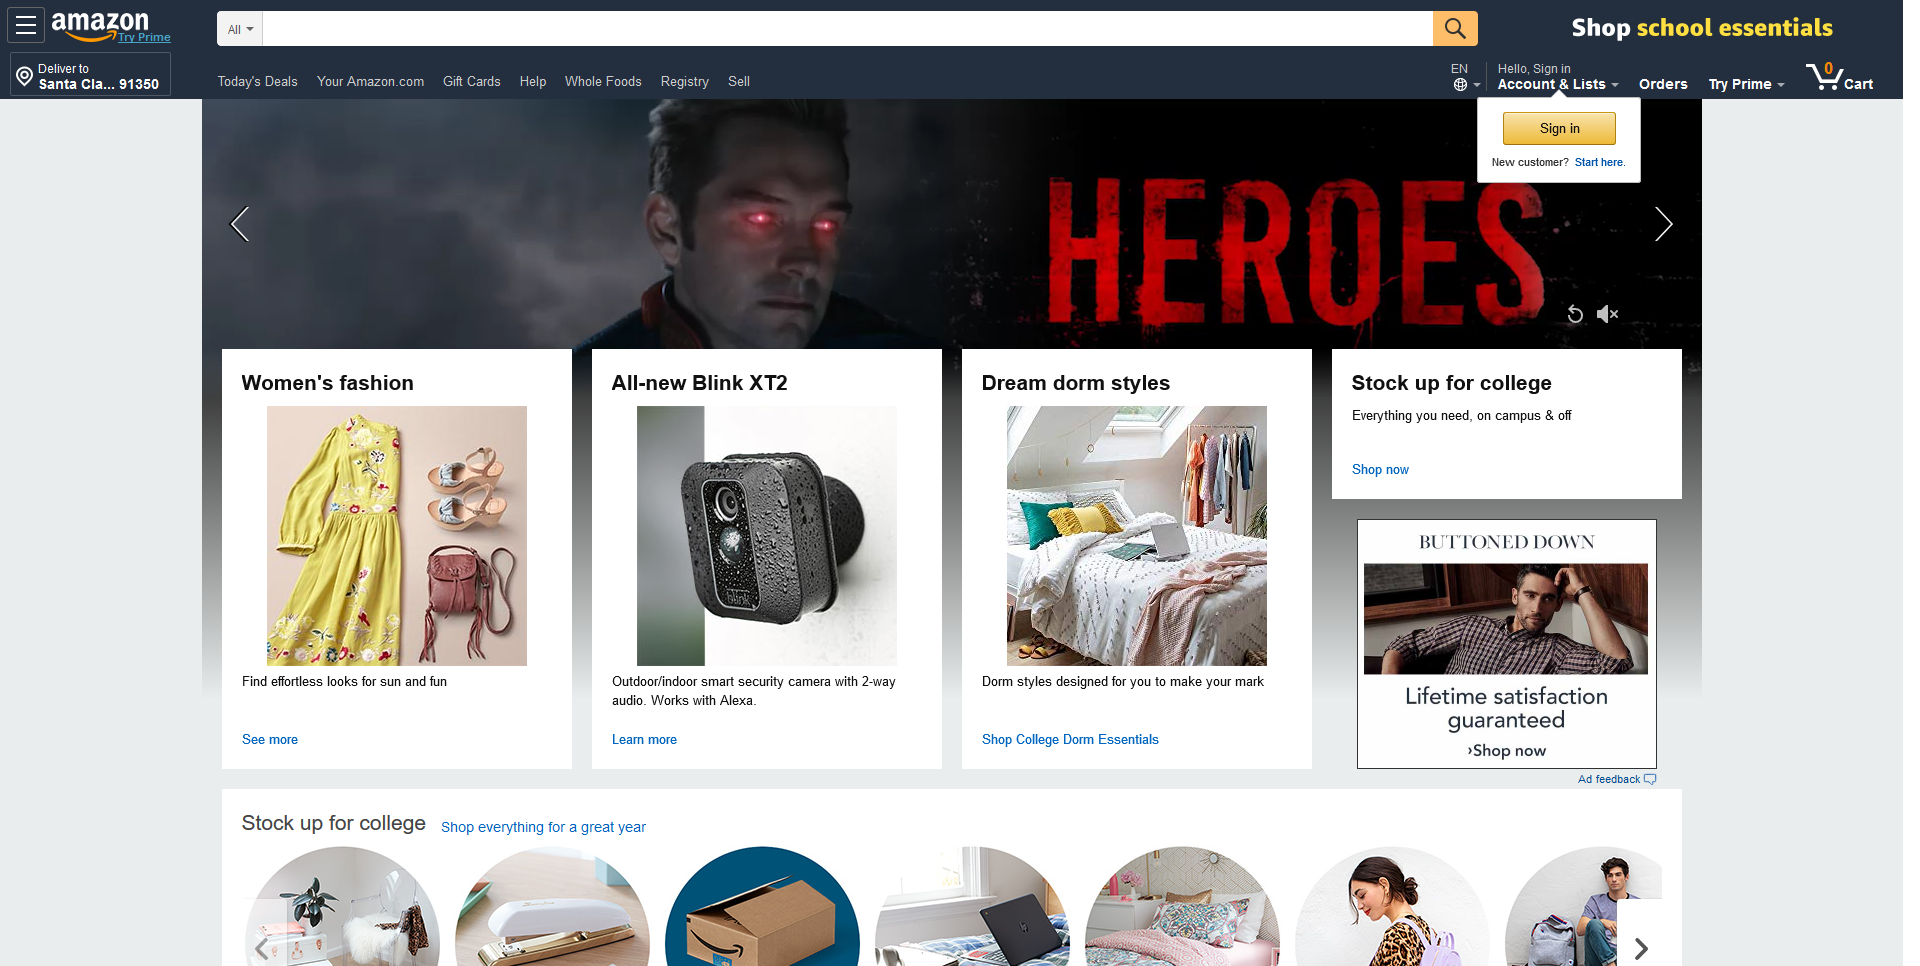 amazon
Try Prime
All
Shop school essentials
Deliver to
Santa Cla... 91350
Today's Deals
Your Amazon.com
Gift Cards
Help
Whole Foods
Registry
Sell
EN
Hello, Sign in
Account & Lists
Orders
Try Prime
0
Cart
Sign in
New customer? Start here.
HEROES
Women's fashion
Find effortless looks for sun and fun
See more
All-new Blink XT2
blink
Outdoor/indoor smart security camera with 2-way
audio. Works with Alexa.
Learn more
Dream dorm styles
Dorm styles designed for you to make your mark
Shop College Dorm Essentials
Stock up for college
Everything you need, on campus & off
Shop now
BUTTONED DOWN
Lifetime satisfaction
guaranteed
›Shop now
Ad feedback
Stock up for college
Shop everything for a great year